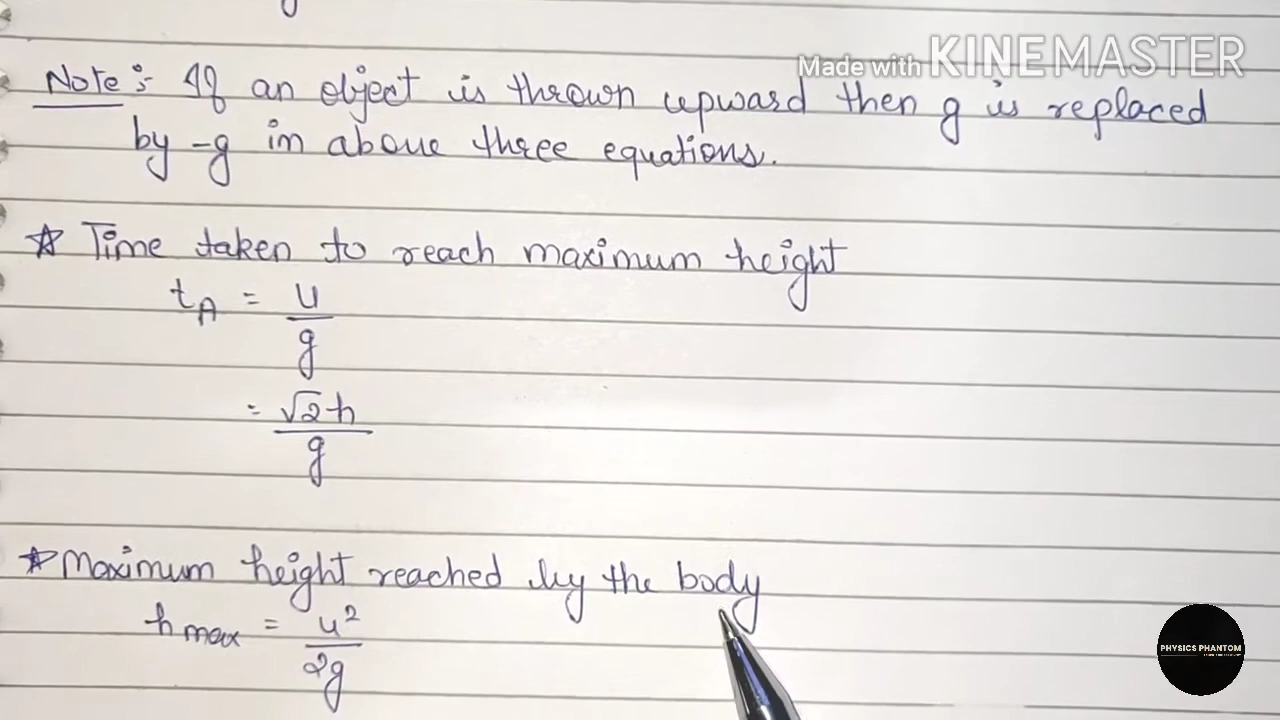 Made with KINEMASTER
Note:- If an object is thrown upward then g is replaced
by -g in above three equations.
☆ Time taken to reach maximum height
tA = u/g
= √2h/g
☆ Maximum height reached by the body
hmax = u²/2g
PHYSICS PHANTOM